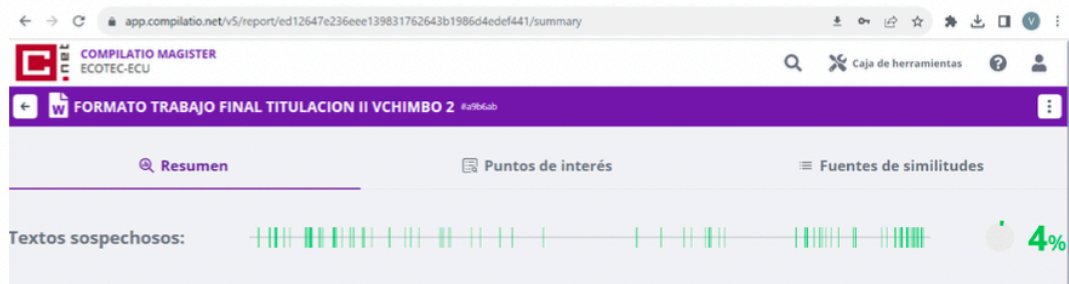 app.compilatio.net/v5/report/ed12647e236eee139831762643b1986d4edef441/summary
V
C
.net
COMPILATIO MAGISTER
ECOTEC-ECU
Caja de herramientas
?
W
FORMATO TRABAJO FINAL TITULACION II VCHIMBO 2 #a9b6ab
Resumen
Puntos de interés
Fuentes de similitudes
Textos sospechosos:
4%